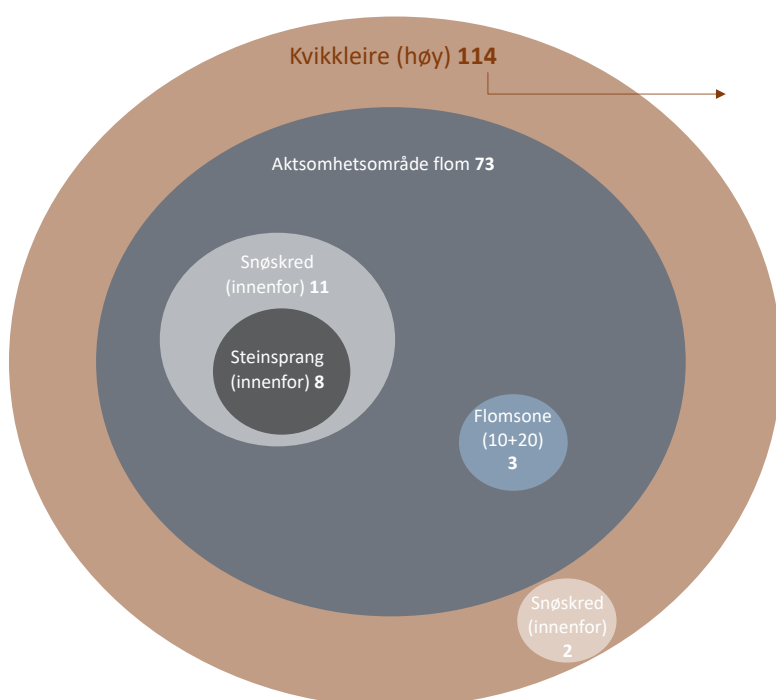 Kvikkleire (høy) 114
Aktsomhetsområde flom 73
Snøskred
(innenfor) 11
Steinsprang
(innenfor) 8
Flomsone
(10+20)
3
Snøskred
(innenfor)
2